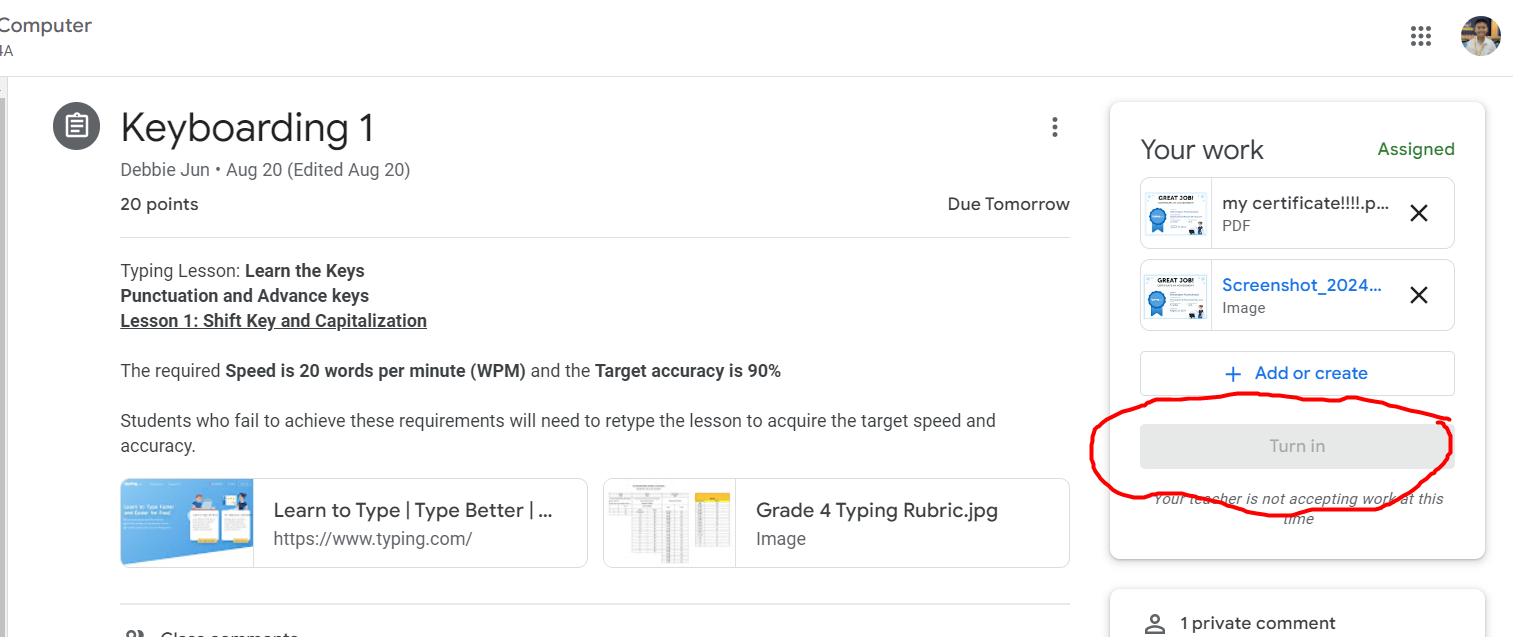 Computer
4A
Keyboarding 1
Debbie Jun • Aug 20 (Edited Aug 20)
20 points
Due Tomorrow
Typing Lesson: Learn the Keys
Punctuation and Advance keys
Lesson 1: Shift Key and Capitalization
The required Speed is 20 words per minute (WPM) and the Target accuracy is 90%
Students who fail to achieve these requirements will need to retype the lesson to acquire the target speed and
accuracy.
Learn to Type | Type Better | ...
https://www.typing.com/
Grade 4 Typing Rubric.jpg
Image
Class comments
Your work
Assigned
GREAT JOB!
my certificate!!!!.p...
PDF
GREAT JOB!
Screenshot_2024...
Image
+ Add or create
Turn in
Your teacher is not accepting work at this
time
1 private comment